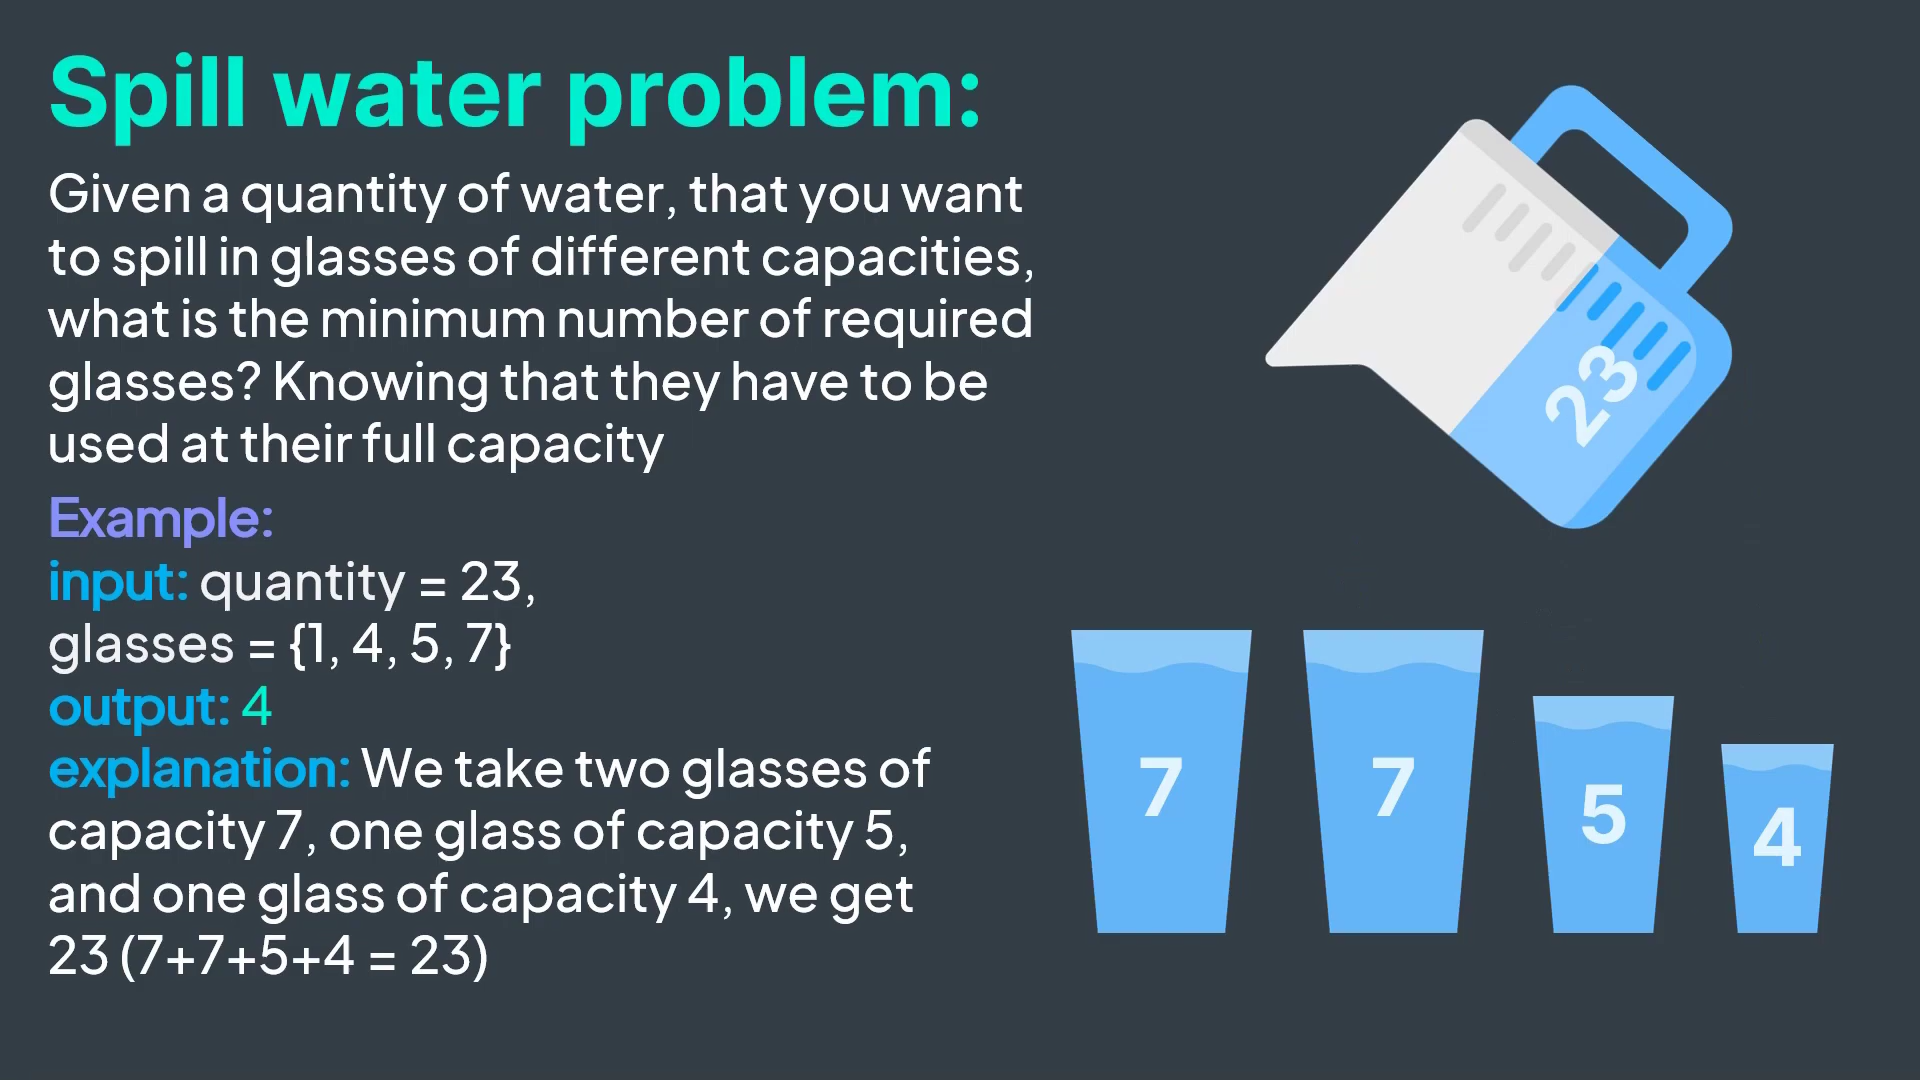 Spill water problem:
Given a quantity of water, that you want
to spill in glasses of different capacities,
what is the minimum number of required
glasses? Knowing that they have to be
used at their full capacity
Example:
input: quantity = 23,
glasses = {1, 4, 5, 7}
output: 4
explanation: We take two glasses of
capacity 7, one glass of capacity 5,
and one glass of capacity 4, we get
23 (7+7+5+4 = 23)
23
7
7
5
4